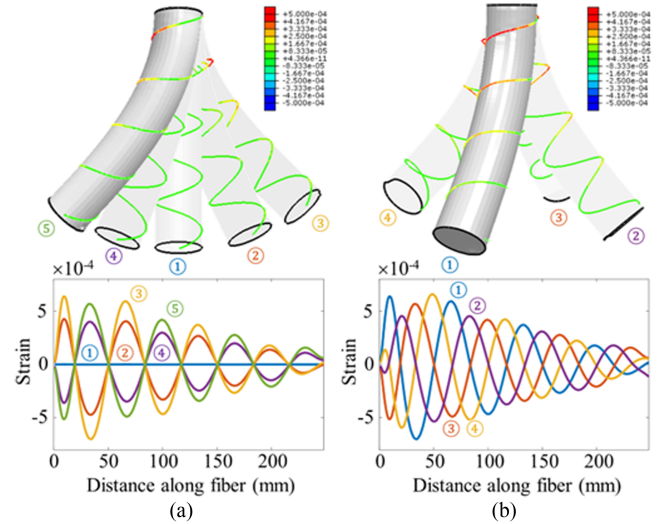 +5.000e-04
+4.167e-04
+3.333e-04
+2.500e-04
+1.667e-04
+8.333e-05
+4.366e-11
-8.333e-05
-1.667e-04
-2.500e-04
-3.333e-04
-4.167e-04
-5.000e-04
⑤
④
①
②
③
+5.000e-04
+4.167e-04
+3.333e-04
+2.500e-04
+1.667e-04
+8.333e-05
+4.366e-11
-8.333e-05
-1.667e-04
-2.500e-04
-3.333e-04
-4.167e-04
-5.000e-04
④
①
③
②
×10⁻⁴
Strain
5
0
-5
③
⑤
① ② ④
0 50 100 150 200
Distance along fiber (mm)
(a)
×10⁻⁴
Strain
5
0
-5
①
②
③ ④
0 50 100 150 200
Distance along fiber (mm)
(b)